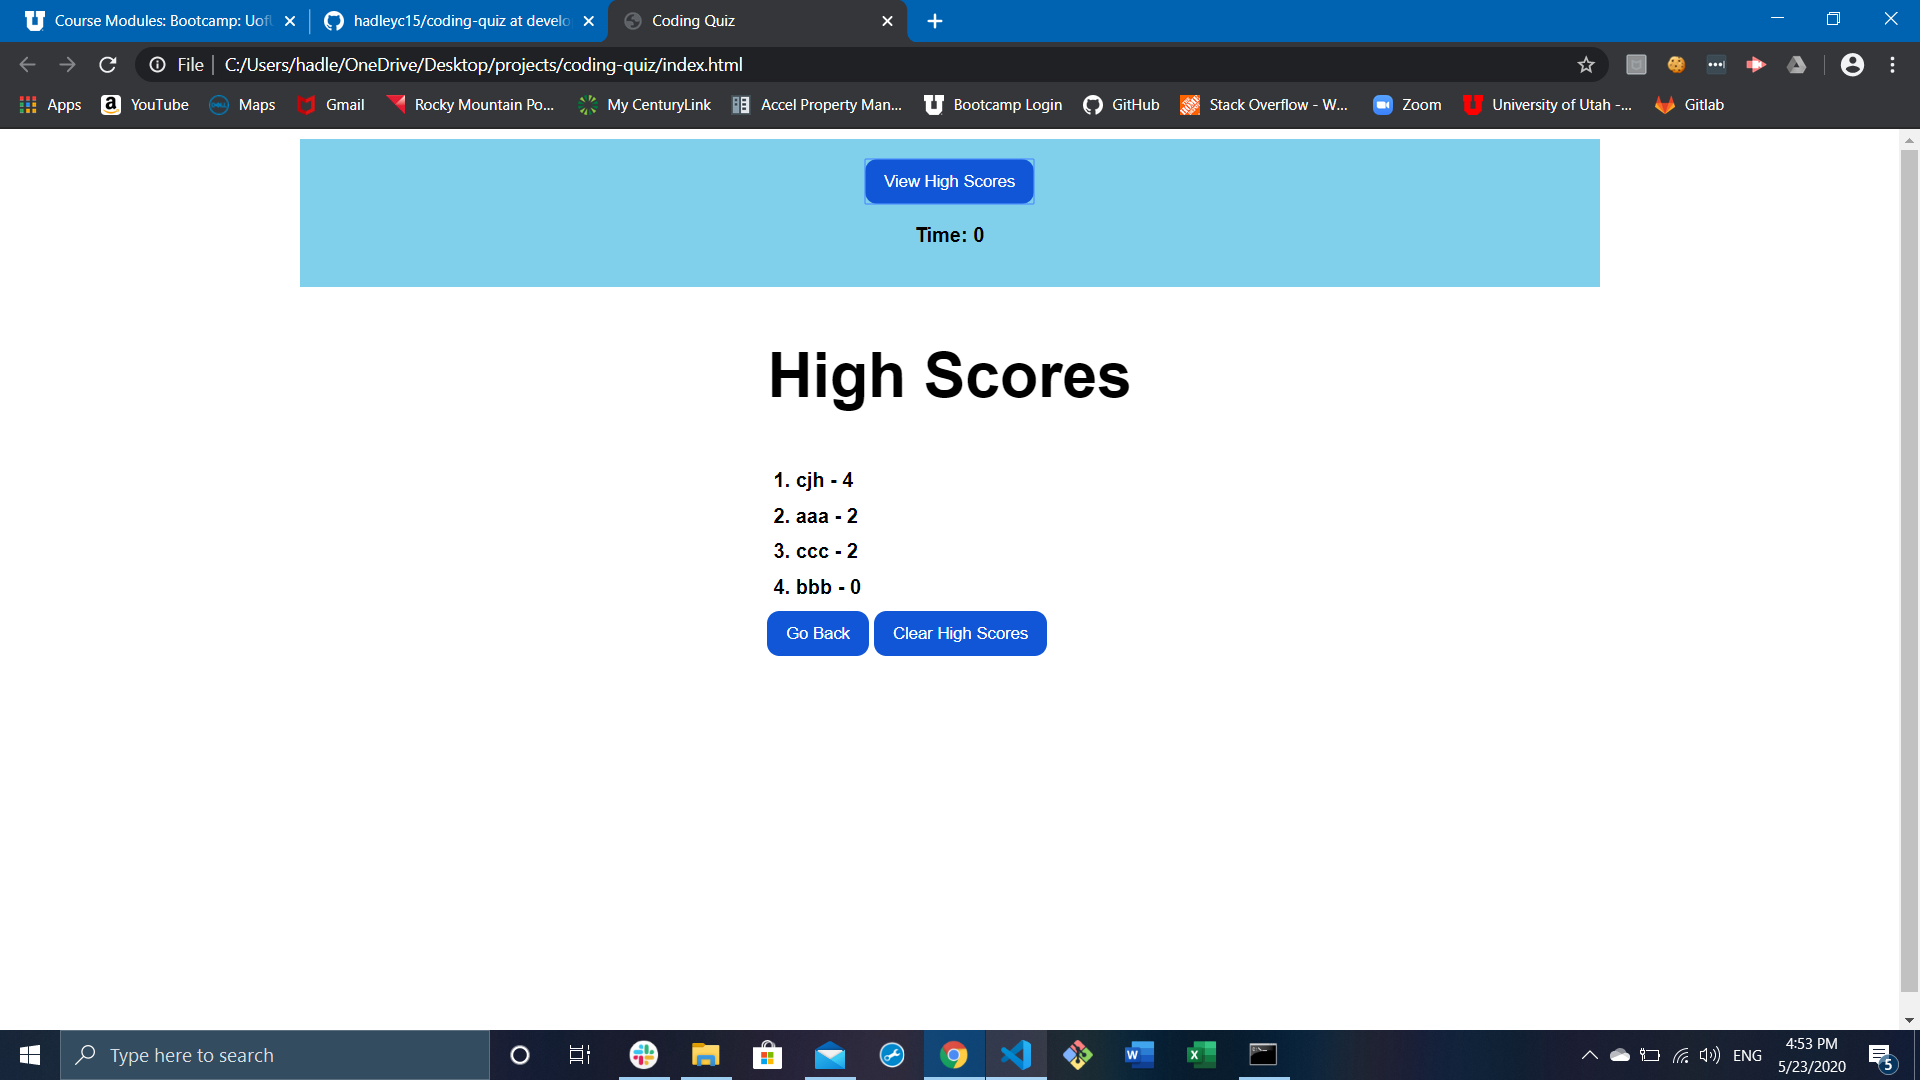 Course Modules: Bootcamp: Uof
hadleyc15/coding-quiz at develo
Coding Quiz
File
C:/Users/hadle/OneDrive/Desktop/projects/coding-quiz/index.html
Apps
YouTube
Maps
Gmail
Rocky Mountain Po...
My CenturyLink
Accel Property Man...
Bootcamp Login
GitHub
Stack Overflow - W...
Zoom
University of Utah -...
Gitlab
View High Scores
Time: 0
High Scores
1. cjh - 4
2. aaa - 2
3. ccc - 2
4. bbb - 0
Go Back
Clear High Scores
Type here to search
ENG
4:53 PM
5/23/2020
5